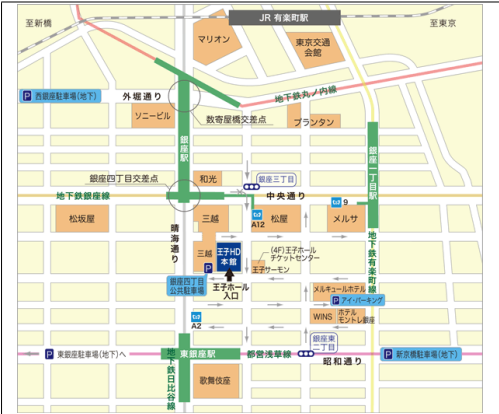 JR 有楽町駅
至新橋
至東京
マリオン
東京交通
会館
地下鉄丸ノ内線
P 西銀座駐車場(地下)
外堀通り
ソニービル
数寄屋橋交差点
プランタン
銀座駅
銀座一丁目駅
銀座四丁目交差点
和光
銀座三丁目
地下鉄銀座線
中央通り
9
松坂屋
三越
A12
松屋
メルサ
晴海通り
三越
王子HD
本館
(4F)王子ホール
チケットセンター
王子サーモン
地下鉄有楽町線
P
銀座四丁目
公共駐車場
王子ホール
入口
メルキュールホテル
P アイ・パーキング
A2
WINS
ホテル
モントレ銀座
銀座東
二丁目
P 東銀座駐車場(地下)へ
東銀座駅
都営浅草線
昭和通り
P 新京橋駐車場(地下)
地下鉄日比谷線
歌舞伎座